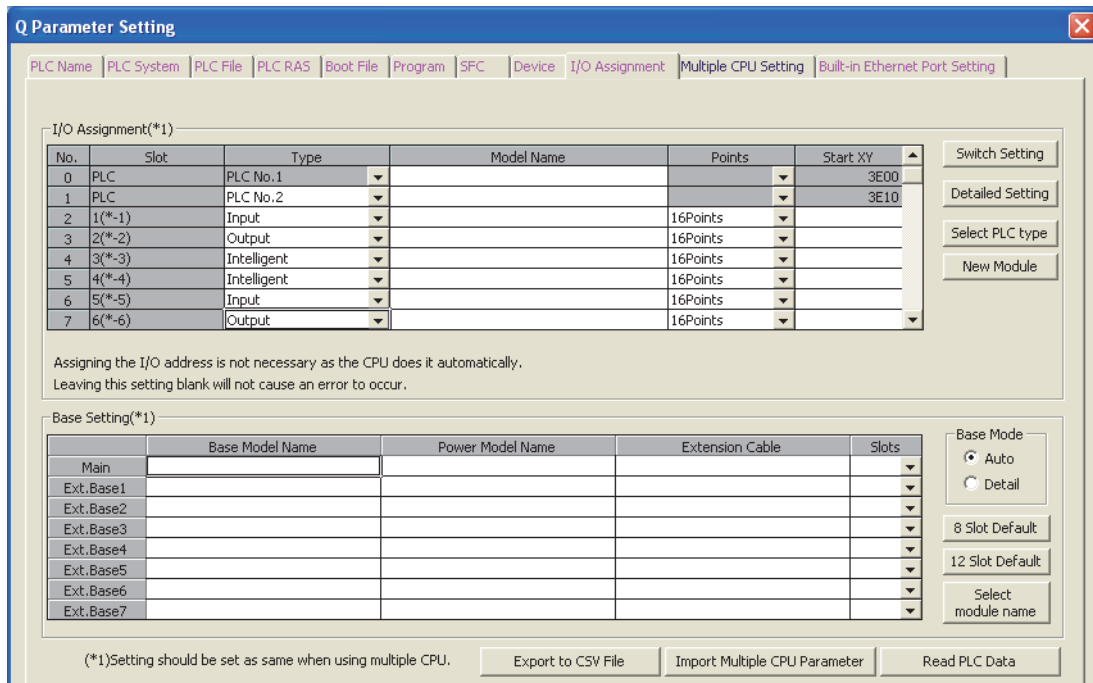 Q Parameter Setting
PLC Name PLC System PLC File PLC RAS Boot File Program SFC Device I/O Assignment Multiple CPU Setting Built-in Ethernet Port Setting
I/O Assignment(*1)
No. Slot Type Model Name Points Start XY
0 PLC PLC No.1 3E00
1 PLC PLC No.2 3E10
2 1(*-1) Input 16Points
3 2(*-2) Output 16Points
4 3(*-3) Intelligent 16Points
5 4(*-4) Intelligent 16Points
6 5(*-5) Input 16Points
7 6(*-6) Output 16Points
Switch Setting
Detailed Setting
Select PLC type
New Module
Assigning the I/O address is not necessary as the CPU does it automatically.
Leaving this setting blank will not cause an error to occur.
Base Setting(*1)
Base Model Name Power Model Name Extension Cable Slots
Main
Ext.Base1
Ext.Base2
Ext.Base3
Ext.Base4
Ext.Base5
Ext.Base6
Ext.Base7
Base Mode
Auto
Detail
8 Slot Default
12 Slot Default
Select
module name
(*1)Setting should be set as same when using multiple CPU.
Export to CSV File
Import Multiple CPU Parameter
Read PLC Data